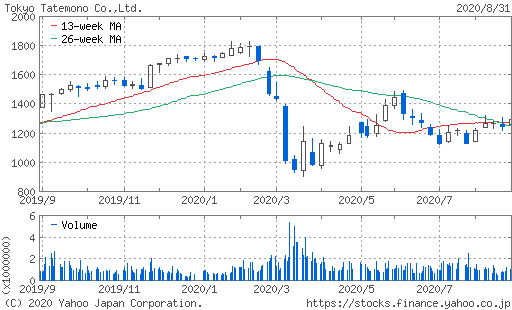 Tokyo Tatemono Co.,Ltd. 2020/8/31
2000
13-week MA
26-week MA
1800
1600
1400
1200
1000
800
2019/9 2019/11 2020/1 2020/3 2020/5 2020/7
6
Volume
4
2
0
(x1000000)
2019/9 2019/11 2020/1 2020/3 2020/5 2020/7
(C) 2020 Yahoo Japan Corporation. https://stocks.finance.yahoo.co.jp/